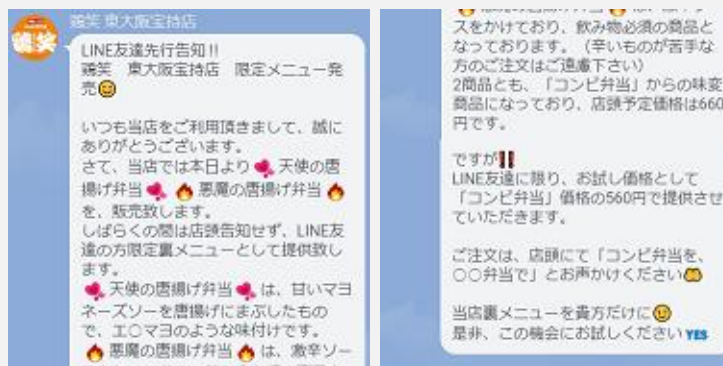 鶏笑 東大阪宝持店
鶏笑
LINE友達先行告知!!
鶏笑 東大阪宝持店 限定メニュー発
売
いつも当店をご利用頂きまして、誠に
ありがとうございます。
さて、当店では本日より 天使の唐
揚げ弁当 悪魔の唐揚げ弁当
を、販売致します。
しばらくの間は店頭告知せず、LINE友
達の方限定裏メニューとして提供致し
ます。
天使の唐揚げ弁当 は、甘いマヨ
ネーズソーを唐揚げにまぶしたもの
で、エ○マヨのような味付けです。
悪魔の唐揚げ弁当 は、激辛ソー
スをかけており、飲み物必須の商品と
なっております。（辛いものが苦手な
方のご注文はご遠慮下さい）
2商品とも、「コンビ弁当」からの味変
商品になっており、店頭予定価格は660
円です。
ですが‼
LINE友達に限り、お試し価格として
「コンビ弁当」価格の560円で提供させ
ていただきます。
ご注文は、店頭にて「コンビ弁当を、
○○弁当で」とお声かけください
当店裏メニューを貴方だけに
是非、この機会にお試しください YES